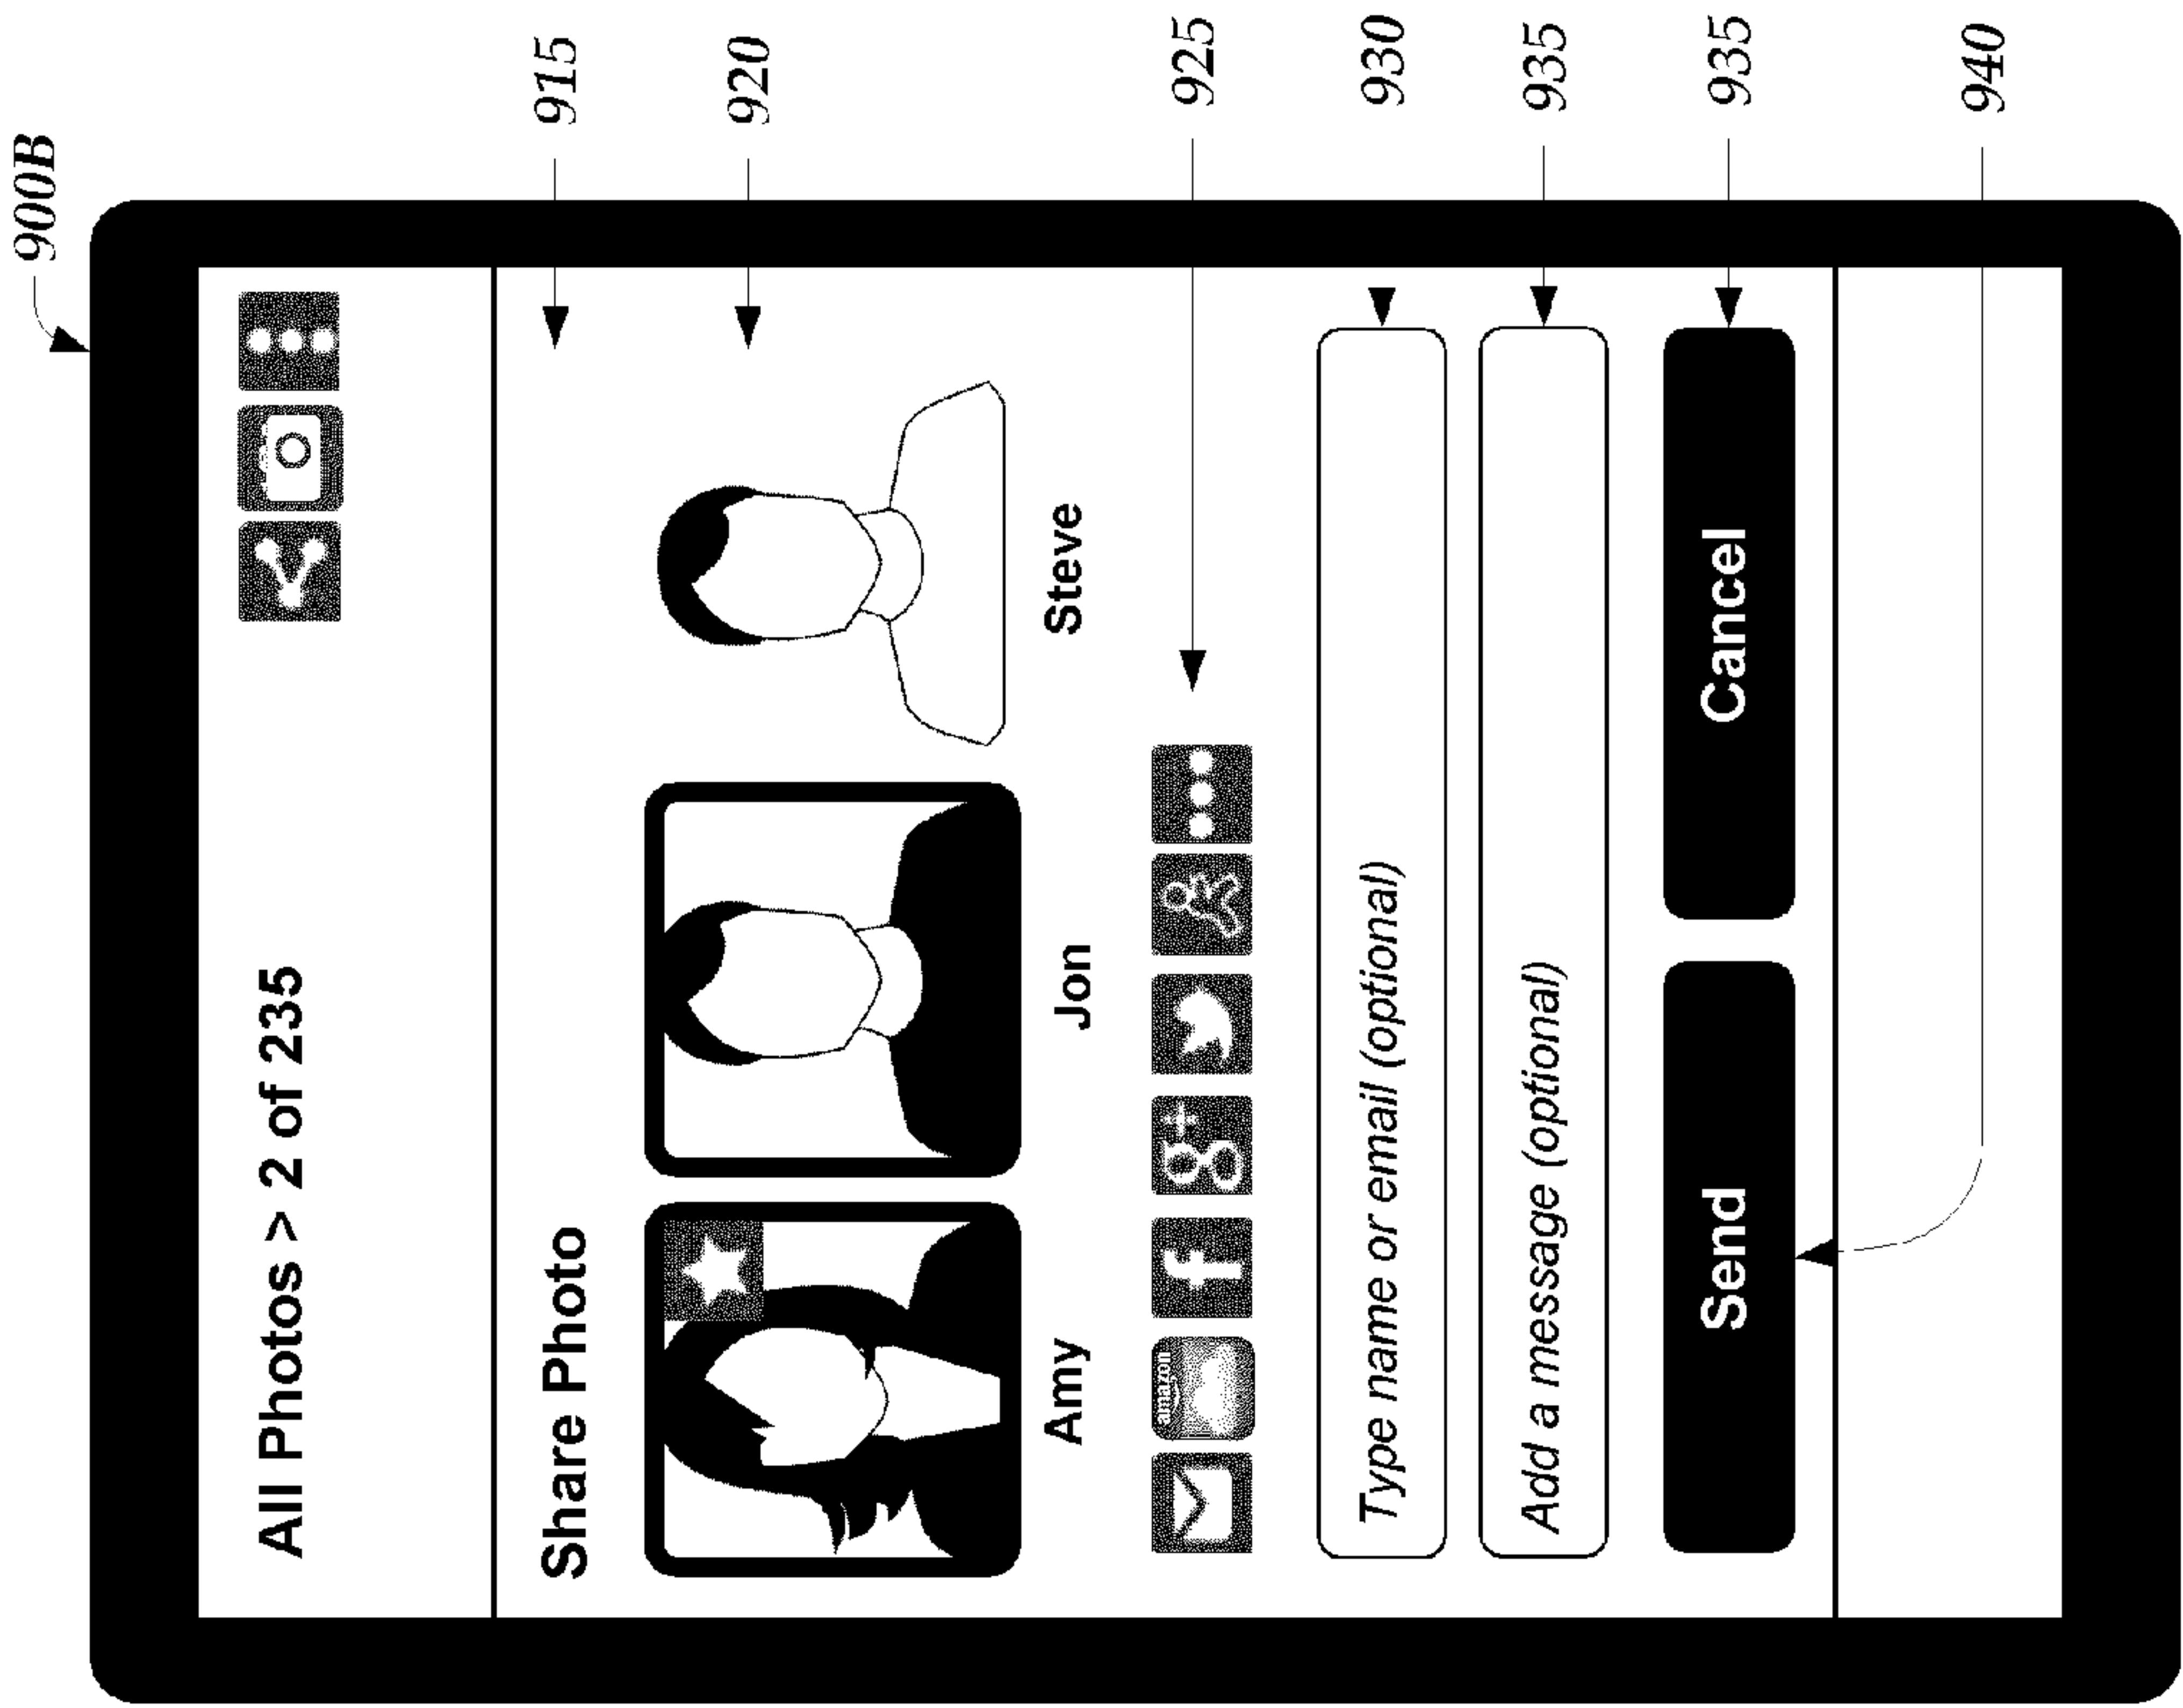 900B
All Photos > 2 of 235
Share Photo
915
920
Amy
Jon
Steve
amazon
f
g+
925
Type name or email (optional)
930
Add a message (optional)
935
Send
Cancel
935
940